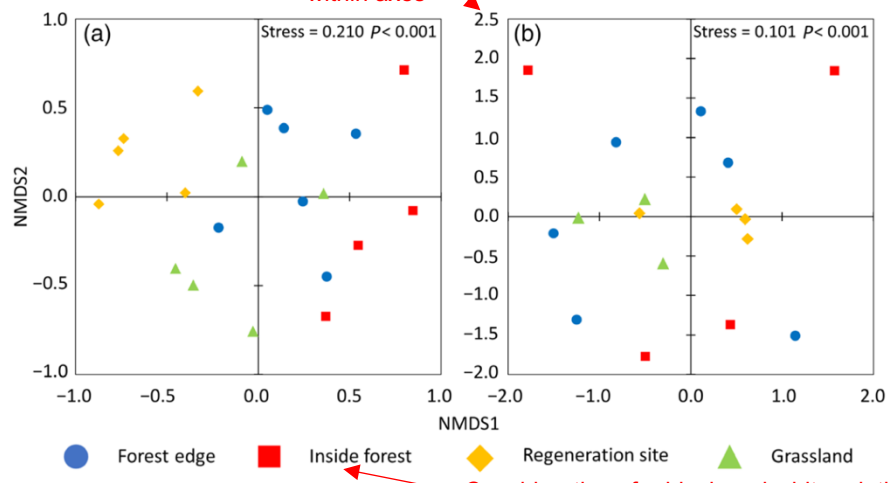 within axes
(a) Stress = 0.210 P < 0.001
(b) Stress = 0.101 P < 0.001
1.0
0.5
0.0
−0.5
−1.0
NMDS2
2.5
2.0
1.5
1.0
0.5
0.0
−0.5
−1.0
−1.5
−2.0
−1.0 −0.5 0.0 0.5 1.0
−2.0 −1.0 0.0 1.0 2.0
NMDS1
Forest edge Inside forest Regeneration site Grassland